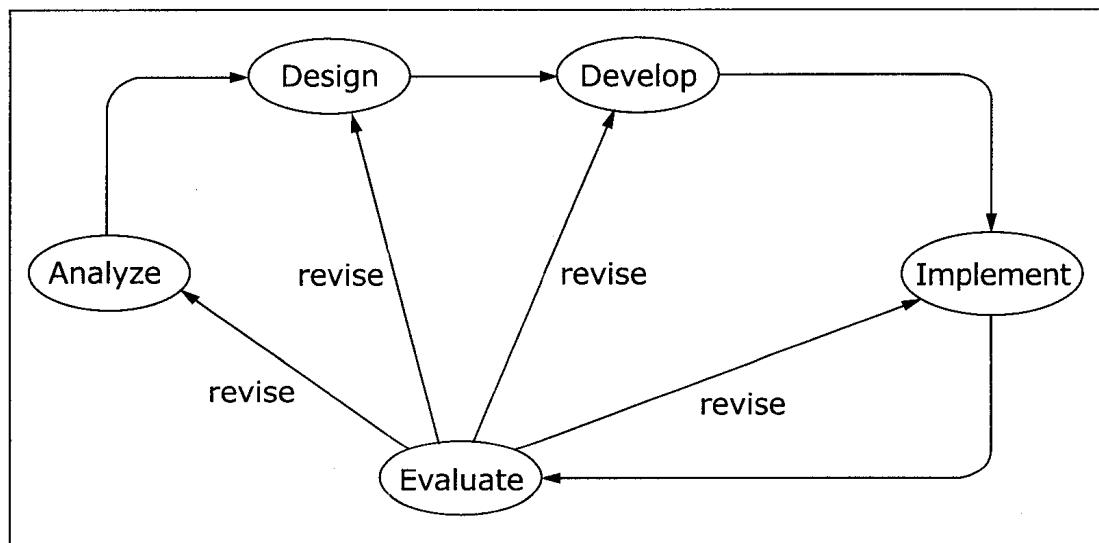 Design
Develop
Analyze
revise
revise
Implement
revise
revise
Evaluate